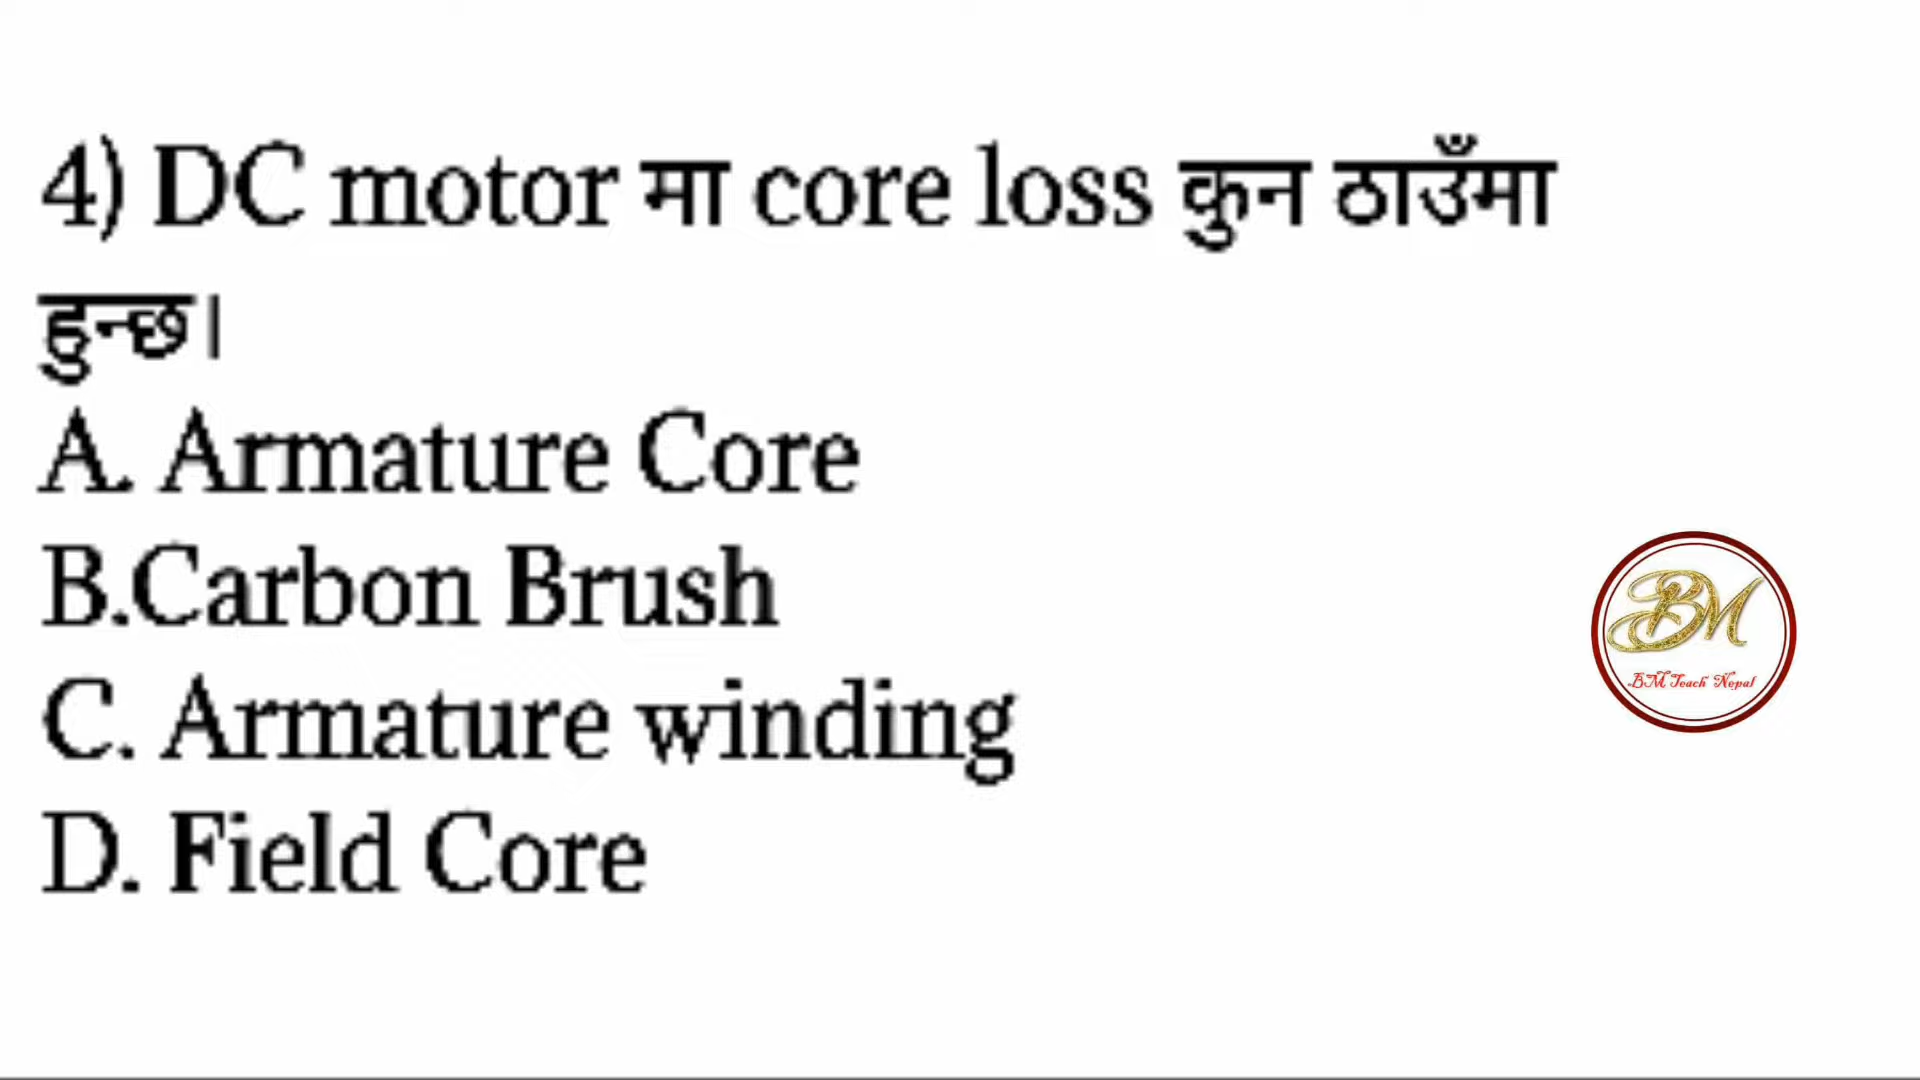 4) DC motor मा core loss कुन ठाउँमा
हुन्छ।
A. Armature Core
B.Carbon Brush
C. Armature winding
D. Field Core
BM
BM Teach Nepal